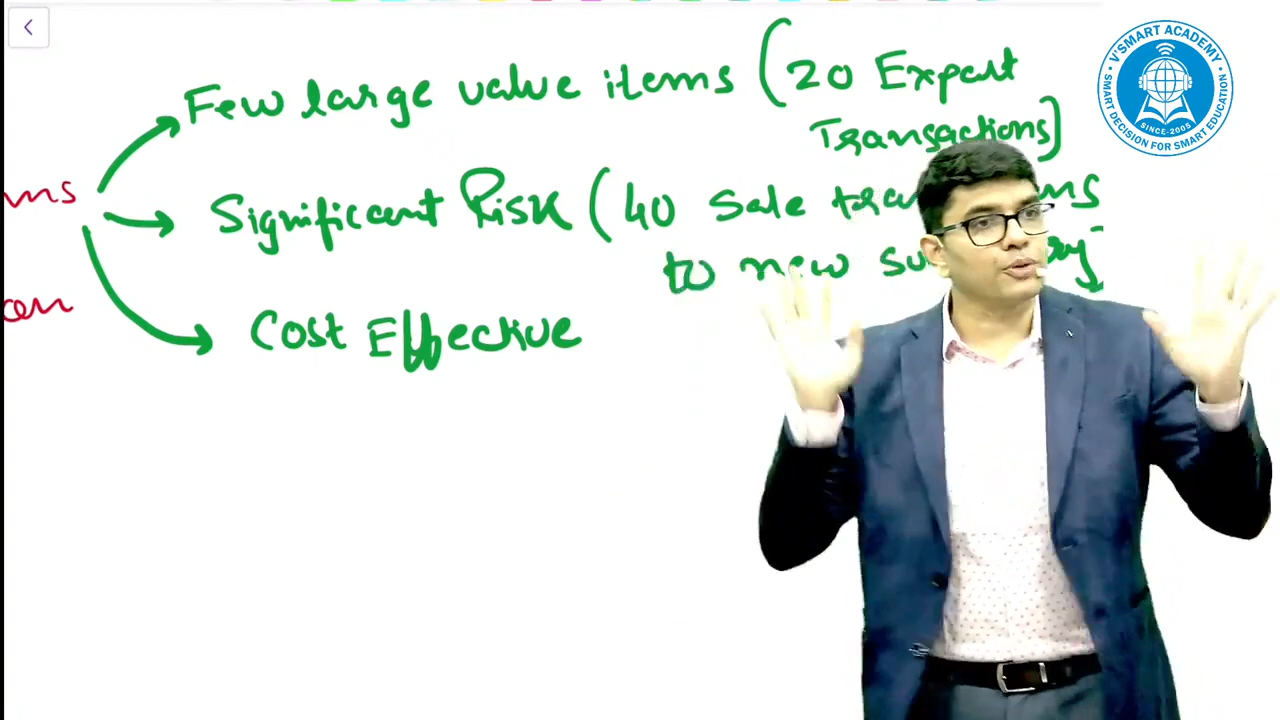 Few large value items (20 Export
Transactions)
Significant Risk (40 Sale
to new
Cost Effective
V'SMART ACADEMY
SINCE-2005
SMART DECISION FOR SMART EDUCATION